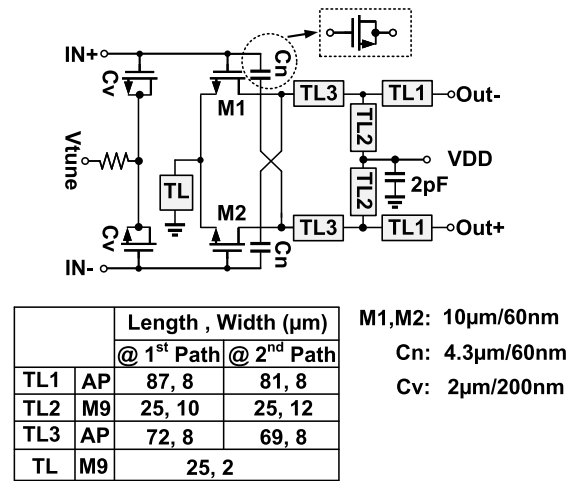 IN+
Cv
Cn
M1
TL3
TL1
Out-
TL2
Vtune
TL
VDD
2pF
TL2
M2
Cv
Cn
TL3
TL1
Out+
IN-
Length , Width (µm)
@ 1st Path @ 2nd Path
TL1 AP 87, 8 81, 8
TL2 M9 25, 10 25, 12
TL3 AP 72, 8 69, 8
TL M9 25, 2
M1,M2: 10µm/60nm
Cn: 4.3µm/60nm
Cv: 2µm/200nm